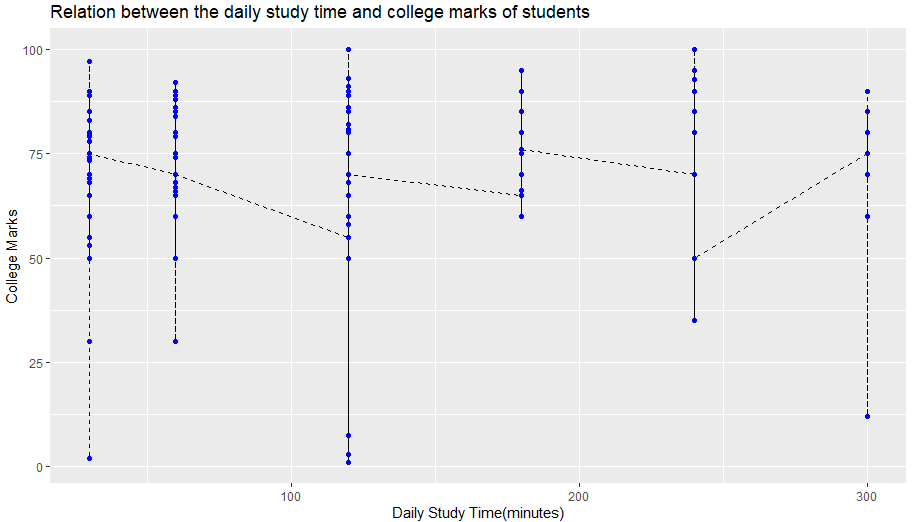 Relation between the daily study time and college marks of students
College Marks
100
75
50
25
0
100
200
300
Daily Study Time(minutes)